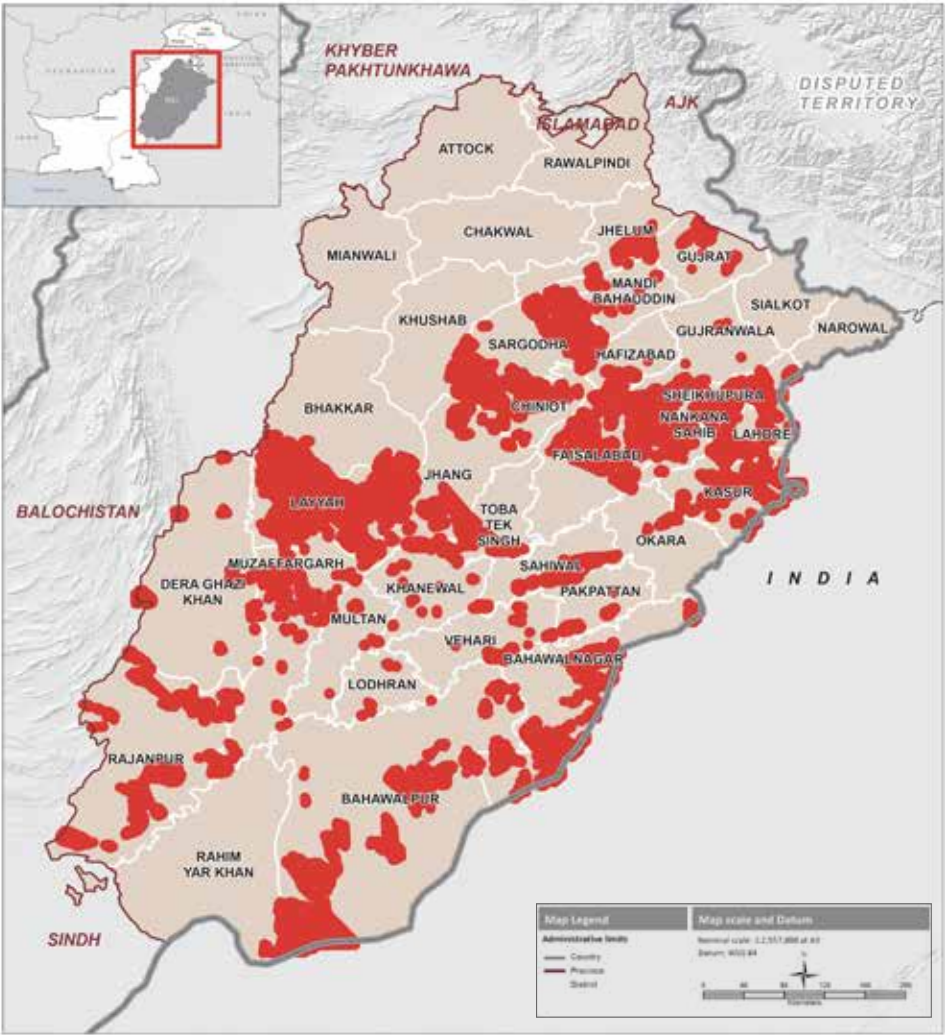 KHYBER
PAKHTUNKHAWA
DISPUTED
TERRITORY
AJK
ISLAMABAD
ATTOCK
RAWALPINDI
CHAKWAL
JHELUM
MIANWALI
GUJRAT
MANDI
BAHAUDDIN
SIALKOT
KHUSHAB
GUJRANWALA
NAROWAL
SARGODHA
HAFIZABAD
SHEIKHUPURA
BHAKKAR
CHINIOT
NANKANA
SAHIB
LAHORE
FAISALABAD
JHANG
KASUR
LAYYAH
BALOCHISTAN
TOBA
TEK
SINGH
OKARA
MUZAFFARGARH
SAHIWAL
DERA GHAZI
KHAN
KHANEWAL
PAKPATTAN
INDIA
MULTAN
VEHARI
BAHAWALNAGAR
LODHRAN
RAJANPUR
BAHAWALPUR
RAHIM
YAR KHAN
SINDH
Map Legend
Administrative limits
Country
Province
District
Map scale and Datum
Kilometers